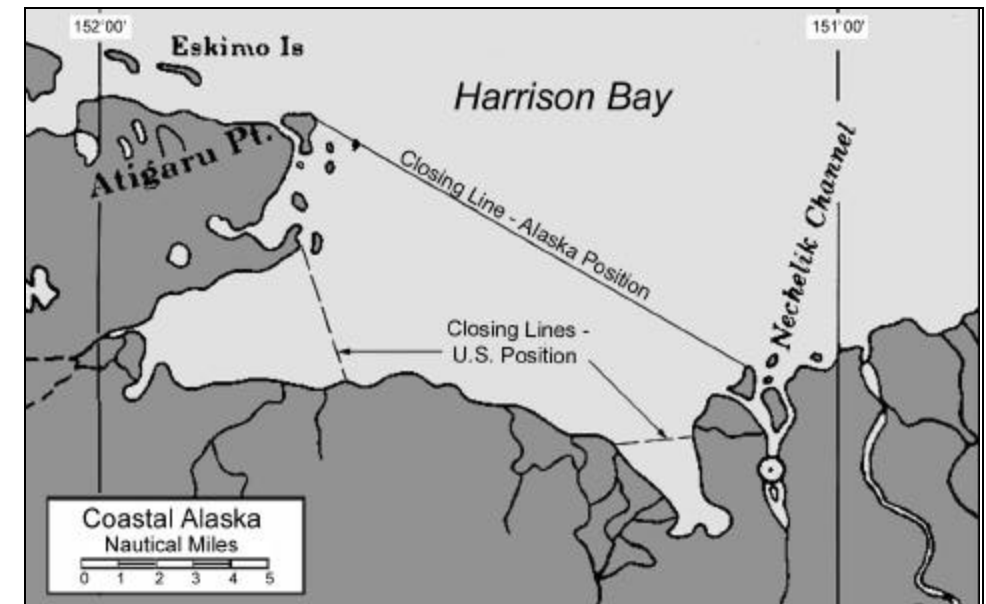 152°00'
151°00'
Eskimo Is
Harrison Bay
Atigaru Pt.
Closing Line - Alaska Position
Nechelik Channel
Closing Lines -
U.S. Position
Coastal Alaska
Nautical Miles
0 1 2 3 4 5